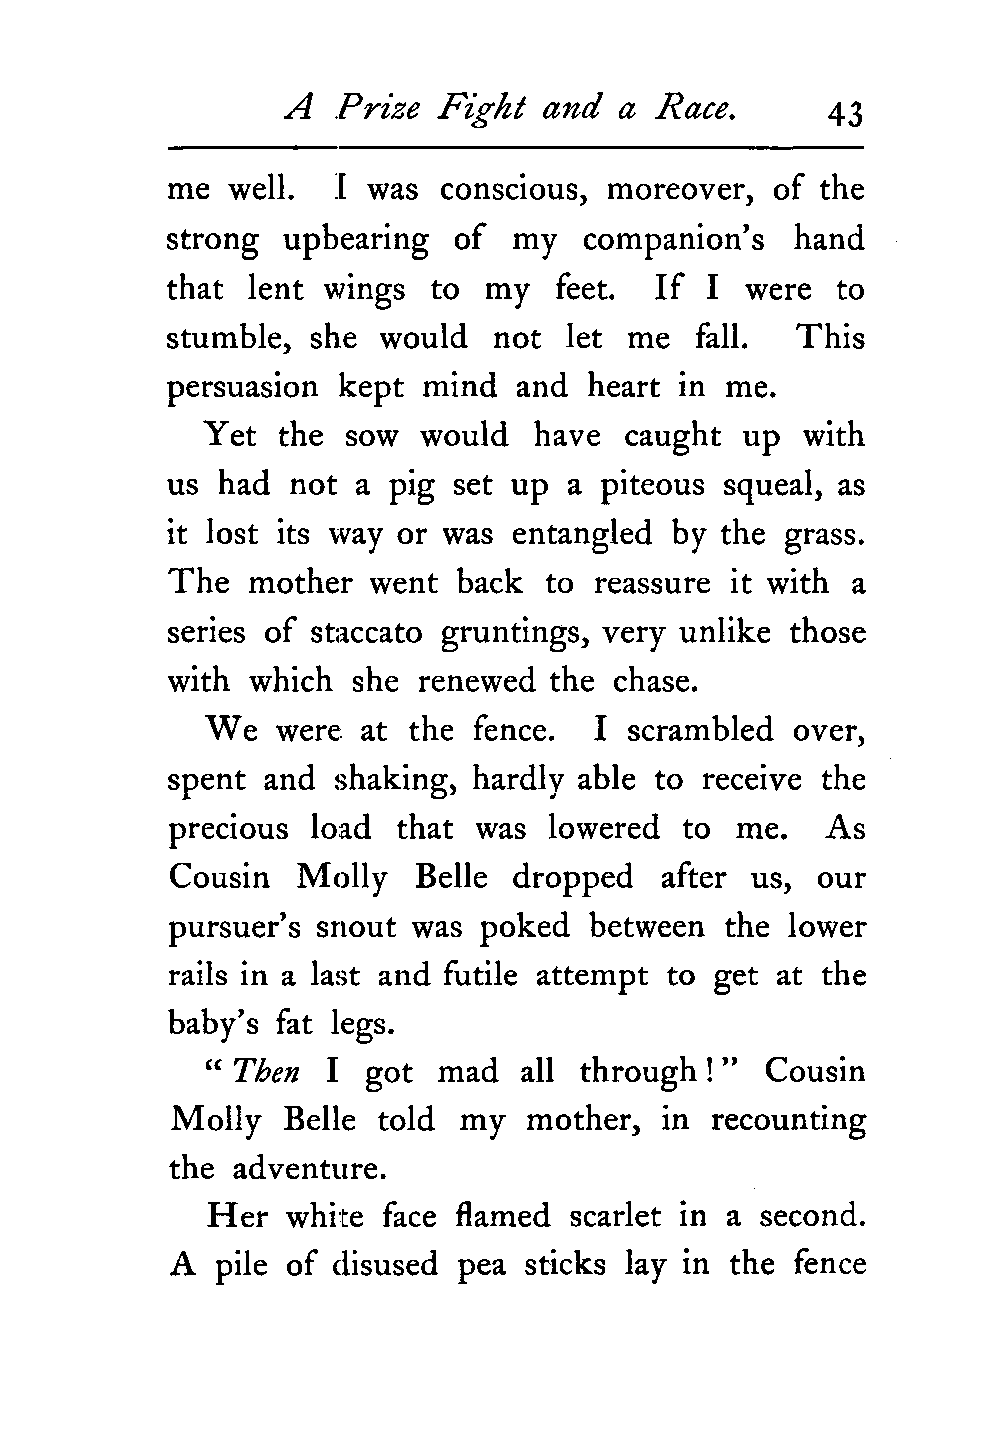 A Prize Fight and a Race. 43
me well. I was conscious, moreover, of the
strong upbearing of my companion's hand
that lent wings to my feet. If I were to
stumble, she would not let me fall. This
persuasion kept mind and heart in me.
Yet the sow would have caught up with
us had not a pig set up a piteous squeal, as
it lost its way or was entangled by the grass.
The mother went back to reassure it with a
series of staccato gruntings, very unlike those
with which she renewed the chase.
We were at the fence. I scrambled over,
spent and shaking, hardly able to receive the
precious load that was lowered to me. As
Cousin Molly Belle dropped after us, our
pursuer's snout was poked between the lower
rails in a last and futile attempt to get at the
baby's fat legs.
“ Then I got mad all through ! ” Cousin
Molly Belle told my mother, in recounting
the adventure.
Her white face flamed scarlet in a second.
A pile of disused pea sticks lay in the fence